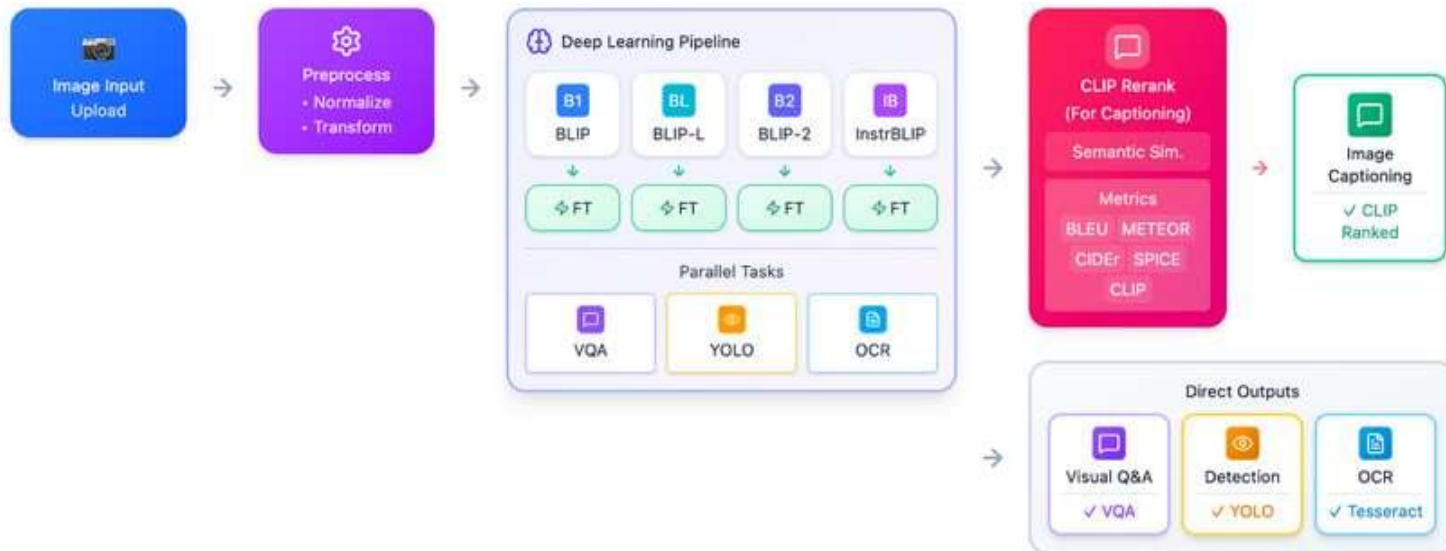 Image Input
Upload
Preprocess
• Normalize
• Transform
Deep Learning Pipeline
B1
BLIP
BL
BLIP-L
B2
BLIP-2
IB
InstrBLIP
FT
FT
FT
FT
Parallel Tasks
VQA
YOLO
OCR
CLIP Rerank
(For Captioning)
Semantic Sim.
Metrics
BLEU METEOR
CIDEr SPICE
CLIP
Image
Captioning
✓ CLIP
Ranked
Direct Outputs
Visual Q&A
✓ VQA
Detection
✓ YOLO
OCR
✓ Tesseract